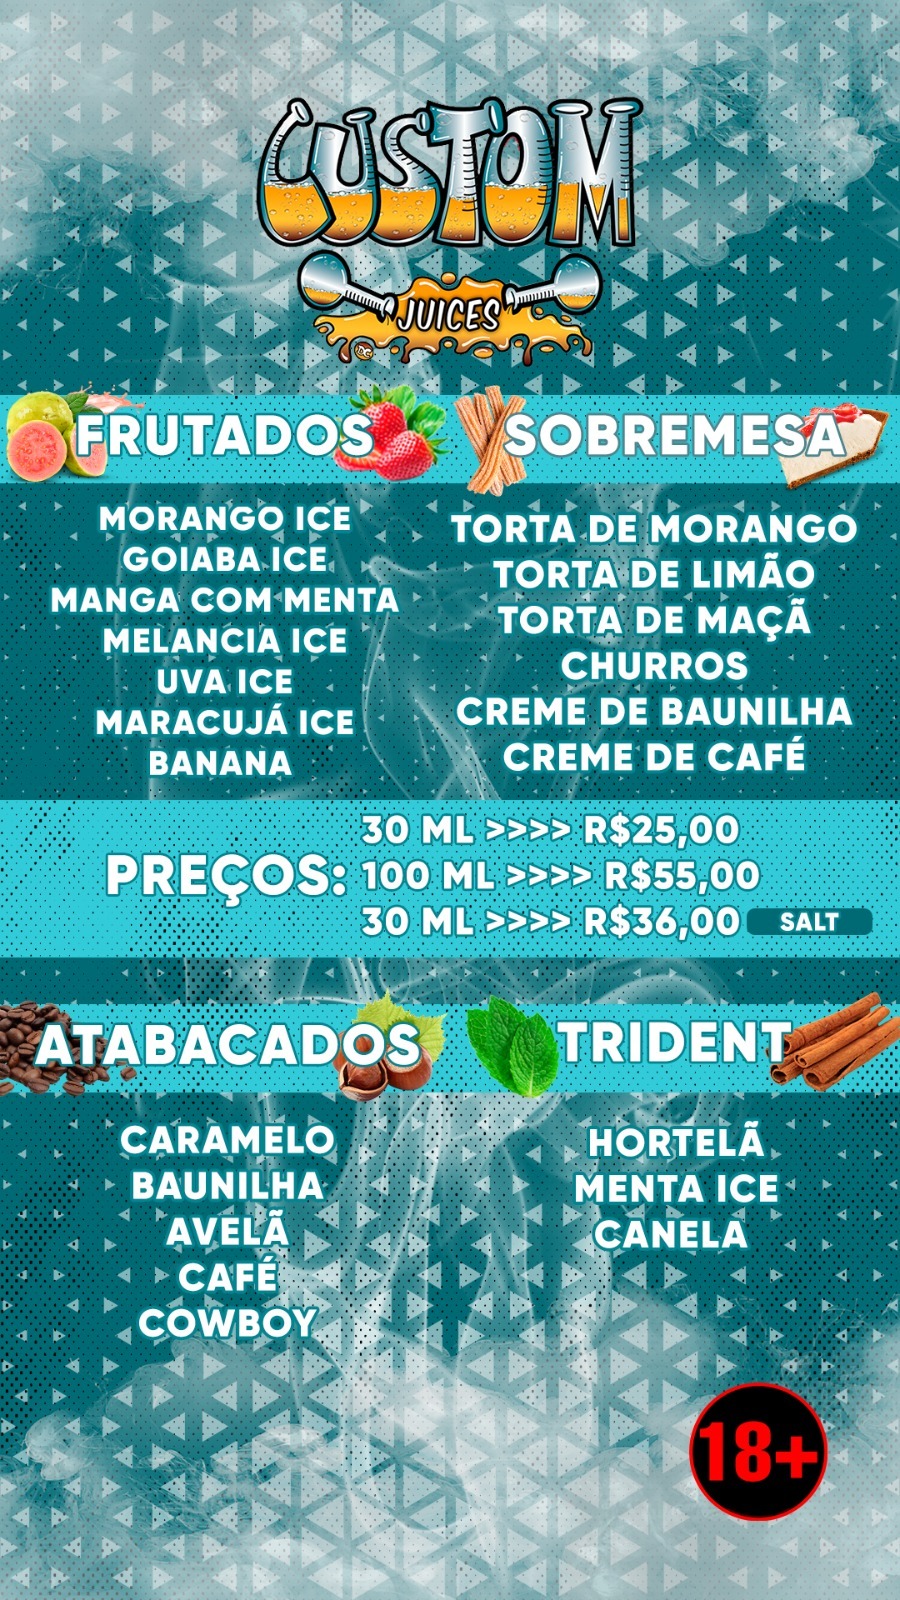 CUSTOM
JUICES
FRUTADOS
MORANGO ICE
GOIABA ICE
MANGA COM MENTA
MELANCIA ICE
UVA ICE
MARACUJÁ ICE
BANANA
SOBREMESA
TORTA DE MORANGO
TORTA DE LIMÃO
TORTA DE MAÇÃ
CHURROS
CREME DE BAUNILHA
CREME DE CAFÉ
PREÇOS:
30 ML >>>> R$25,00
100 ML >>>> R$55,00
30 ML >>>> R$36,00 SALT
ATABACADOS
CARAMELO
BAUNILHA
AVELÃ
CAFÉ
COWBOY
TRIDENT
HORTELÃ
MENTA ICE
CANELA
18+